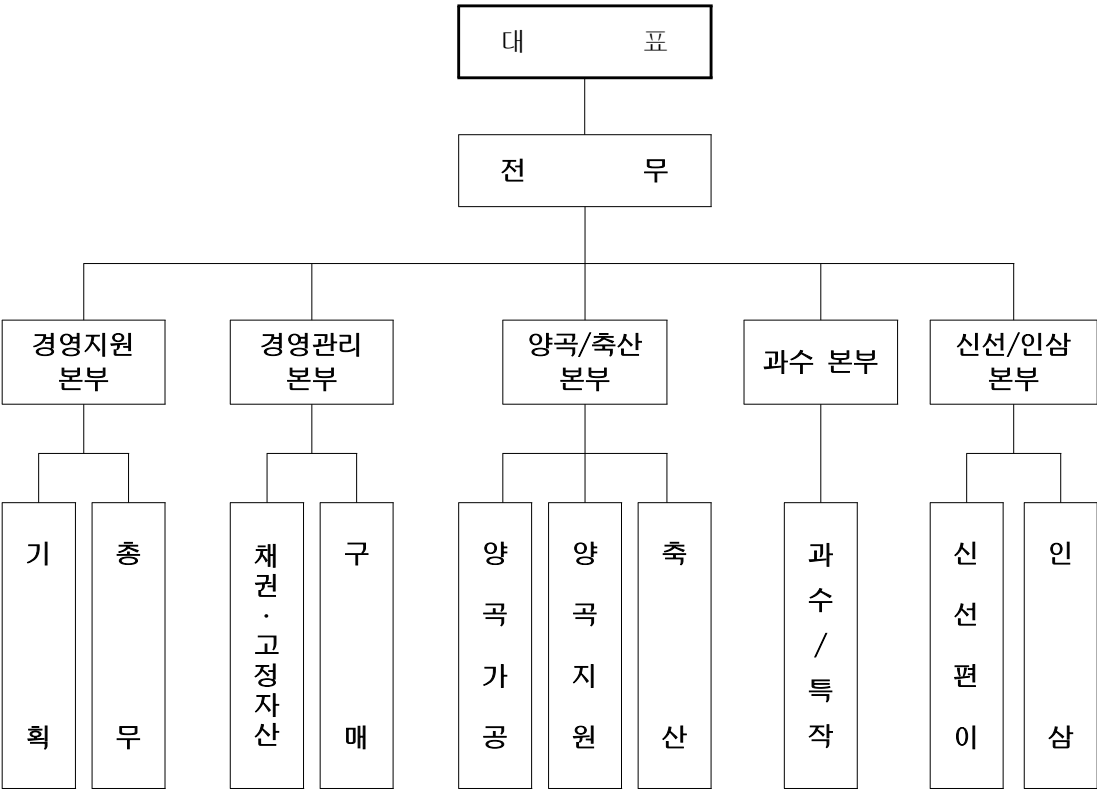 대 표
전 무
경영지원
본부
경영관리
본부
양곡/축산
본부
과수 본부
신선/인삼
본부
기획
총무
채권·고정자산
구매
양곡가공
양곡지원
축산
과수/특작
신선편이
인삼